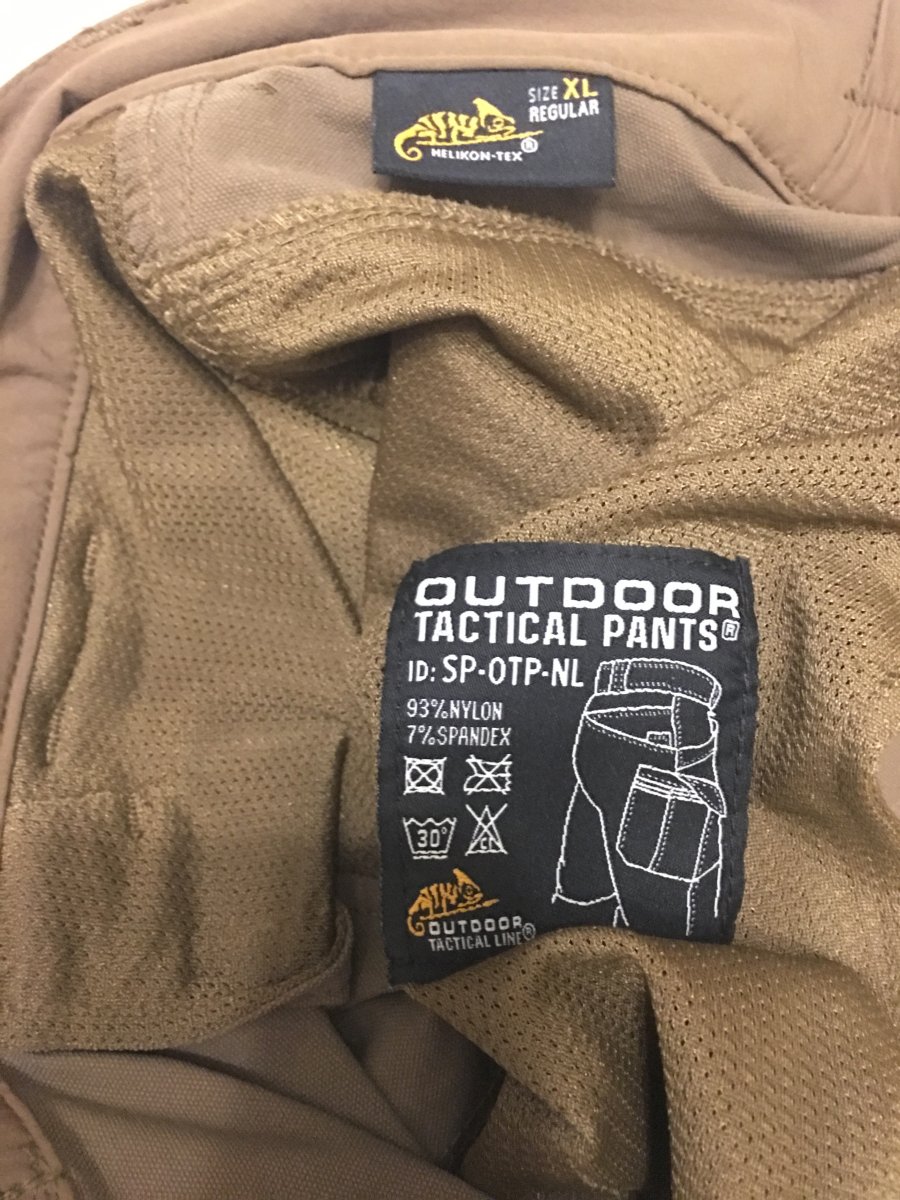 SIZE XL
REGULAR
HELIKON-TEX®
OUTDOOR
TACTICAL PANTS®
ID: SP-OTP-NL
93%NYLON
7%SPANDEX
30°
CL
OUTDOOR
TACTICAL LINE®